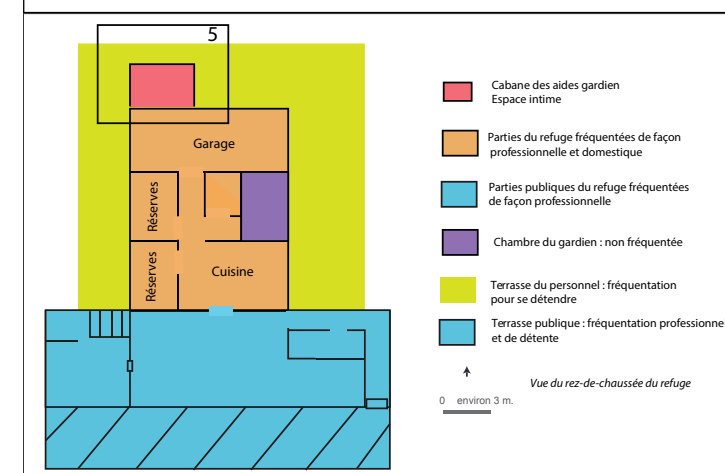 5
Garage
Réserves
Réserves
Cuisine
Cabane des aides gardien
Espace intime
Parties du refuge fréquentées de façon
professionnelle et domestique
Parties publiques du refuge fréquentées
de façon professionnelle
Chambre du gardien : non fréquentée
Terrasse du personnel : fréquentation
pour se détendre
Terrasse publique : fréquentation professionne
et de détente
Vue du rez-de-chaussée du refuge
0 environ 3 m.